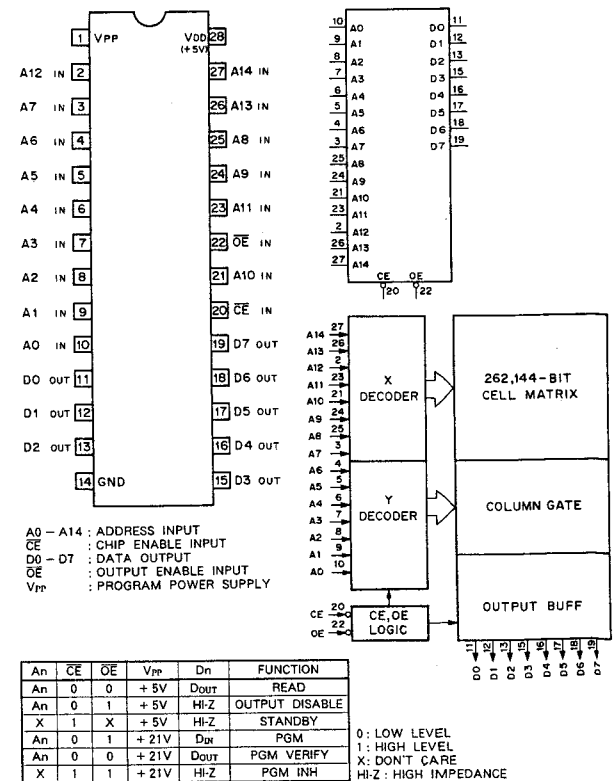 1 VPP VDD 28
(+5V)
A12 IN 2 27 A14 IN
A7 IN 3 26 A13 IN
A6 IN 4 25 A8 IN
A5 IN 5 24 A9 IN
A4 IN 6 23 A11 IN
A3 IN 7 22 OE IN
A2 IN 8 21 A10 IN
A1 IN 9 20 CE IN
A0 IN 10 19 D7 OUT
D0 OUT 11 18 D6 OUT
D1 OUT 12 17 D5 OUT
D2 OUT 13 16 D4 OUT
14 GND 15 D3 OUT
A0 – A14 : ADDRESS INPUT
CE : CHIP ENABLE INPUT
D0 – D7 : DATA OUTPUT
OE : OUTPUT ENABLE INPUT
VPP : PROGRAM POWER SUPPLY
10 A0 D0 11
9 A1 D1 12
8 A2 D2 13
7 A3 D3 15
6 A4 D4 16
5 A5 D5 17
4 A6 D6 18
3 A7 D7 19
25 A8
24 A9
21 A10
23 A11
2 A12
26 A13
27 A14
CE OE
20 22
A14 27
A13 26
A12 2
A11 23
A10 21
A9 24
A8 25
A7 3
A6 4
A5 5
A4 6
A3 7
A2 8
A1 9
A0 10
X
DECODER
Y
DECODER
262,144-BIT
CELL MATRIX
COLUMN GATE
OUTPUT BUFF
CE 20
OE 22
CE,OE
LOGIC
11 12 13 15 16 17 18 19
D0 D1 D2 D3 D4 D5 D6 D7
An CE OE VPP Dn FUNCTION
An 0 0 +5V DOUT READ
An 0 1 +5V HI-Z OUTPUT DISABLE
X 1 X +5V HI-Z STANDBY
An 0 1 +21V DIN PGM
An 0 0 +21V DOUT PGM VERIFY
X 1 1 +21V HI-Z PGM INH
0 : LOW LEVEL
1 : HIGH LEVEL
X : DON'T CARE
HI-Z : HIGH IMPEDANCE